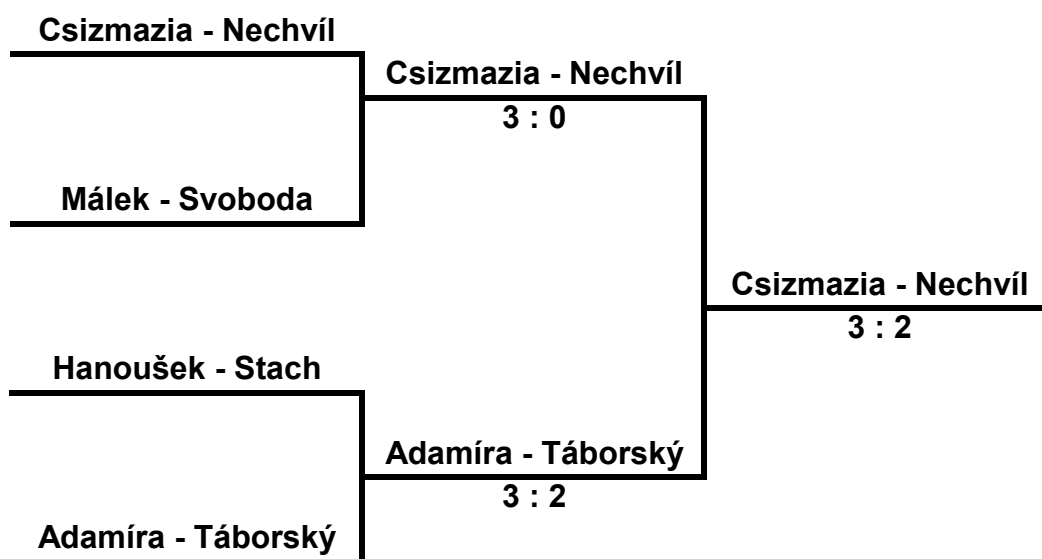 Csizmazia - Nechvíl
Csizmazia - Nechvíl
3 : 0
Málek - Svoboda
Csizmazia - Nechvíl
3 : 2
Hanoušek - Stach
Adamíra - Táborský
3 : 2
Adamíra - Táborský